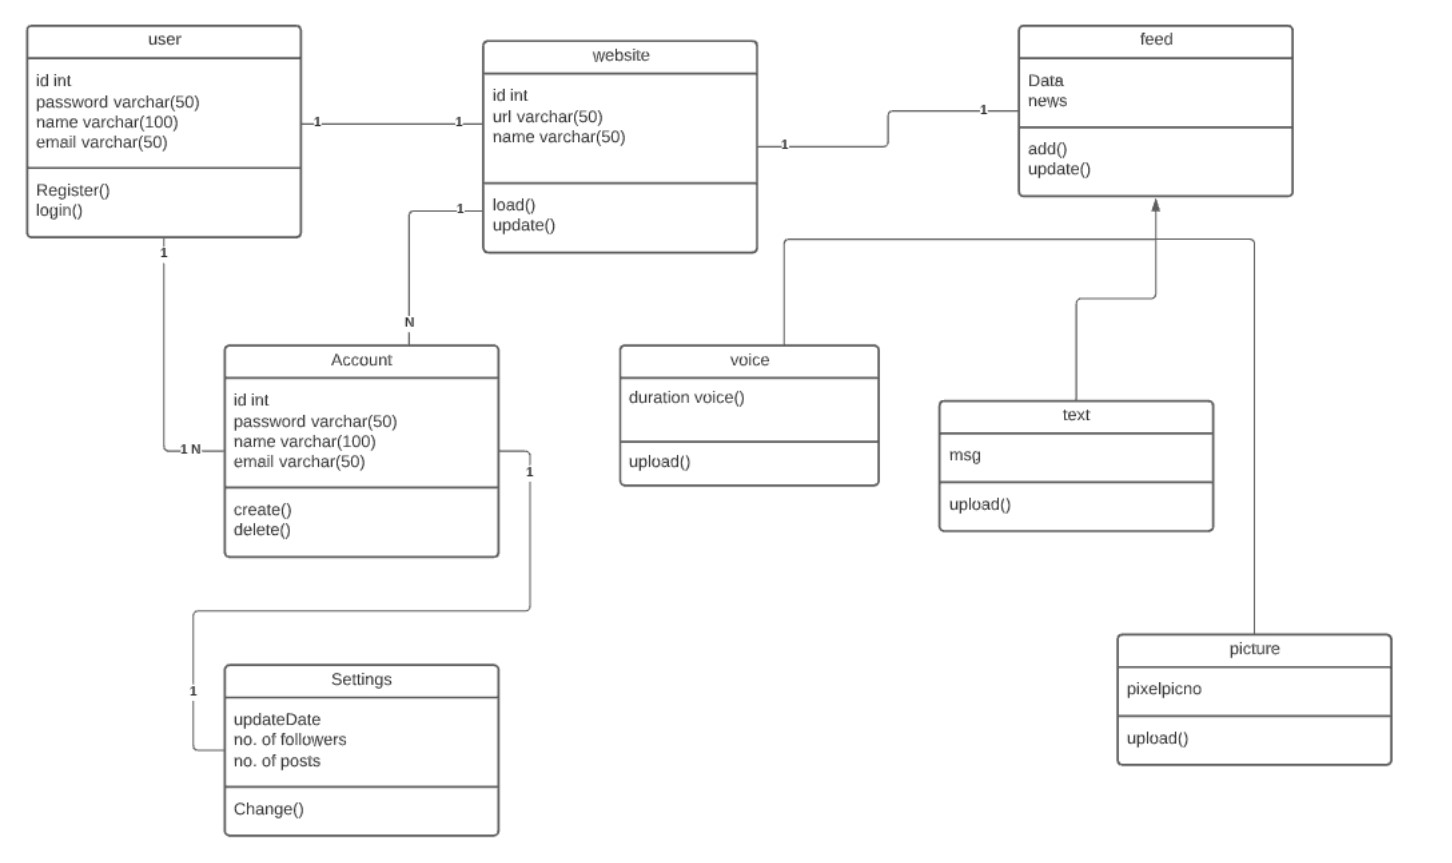 user
id int
password varchar(50)
name varchar(100)
email varchar(50)
Register()
login()
1
1
website
id int
url varchar(50)
name varchar(50)
load()
update()
1
1
feed
Data
news
add()
update()
1
1 N
1
N
Account
id int
password varchar(50)
name varchar(100)
email varchar(50)
create()
delete()
1
1
Settings
updateDate
no. of followers
no. of posts
Change()
voice
duration voice()
upload()
text
msg
upload()
picture
pixelpicno
upload()